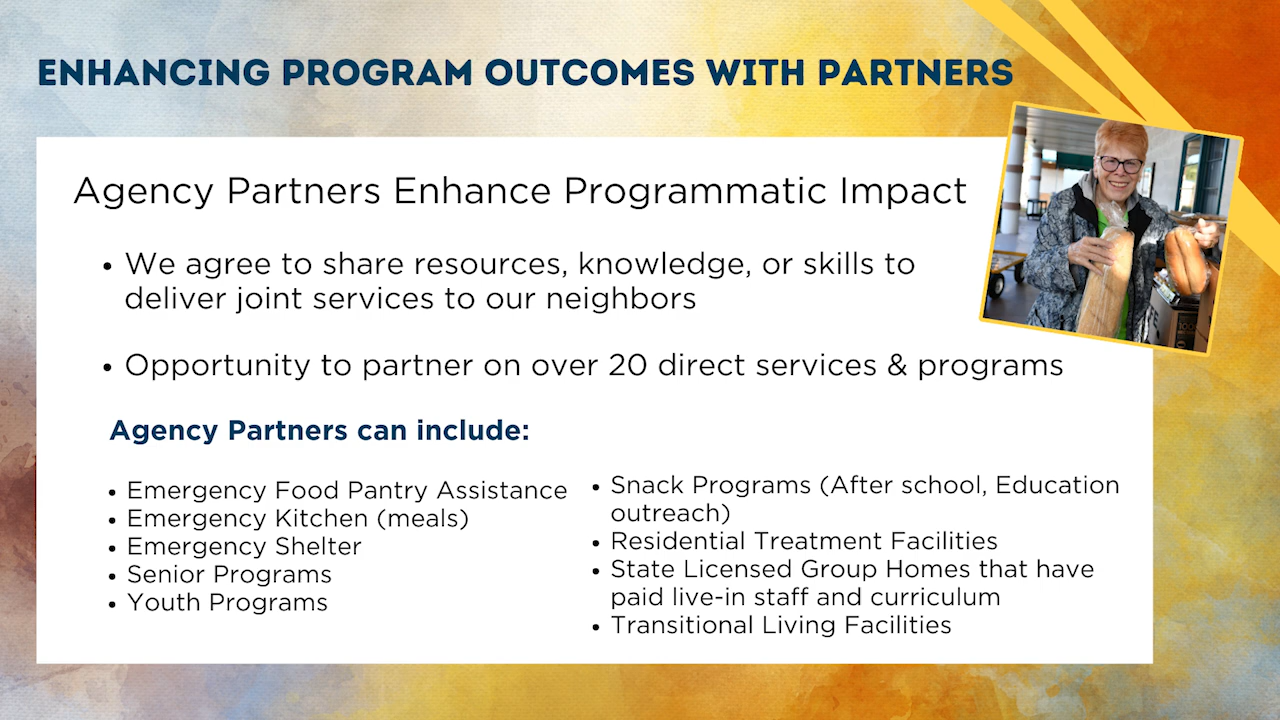 ENHANCING PROGRAM OUTCOMES WITH PARTNERS
Agency Partners Enhance Programmatic Impact
• We agree to share resources, knowledge, or skills to
deliver joint services to our neighbors
• Opportunity to partner on over 20 direct services & programs
Agency Partners can include:
• Emergency Food Pantry Assistance
• Emergency Kitchen (meals)
• Emergency Shelter
• Senior Programs
• Youth Programs
• Snack Programs (After school, Education
outreach)
• Residential Treatment Facilities
• State Licensed Group Homes that have
paid live-in staff and curriculum
• Transitional Living Facilities